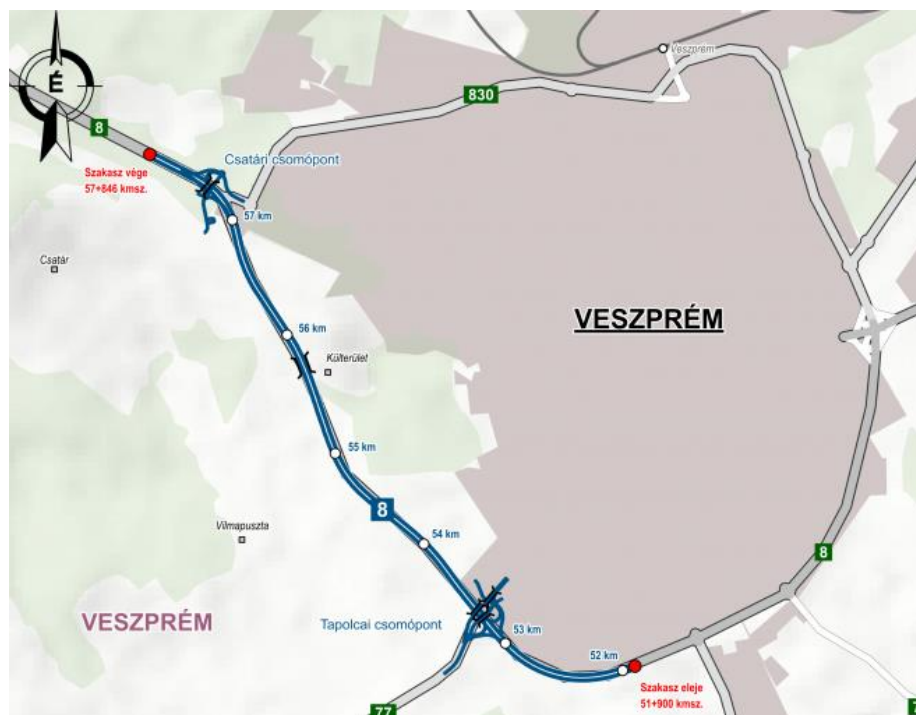 É
8
830
Veszprém
Csatári csomópont
Szakasz vége
57+846 kmsz.
57 km
Csatár
VESZPRÉM
56 km
Külterület
55 km
8
Vilmapuszta
54 km
8
VESZPRÉM
Tapolcai csomópont
53 km
52 km
Szakasz eleje
51+900 kmsz.
77